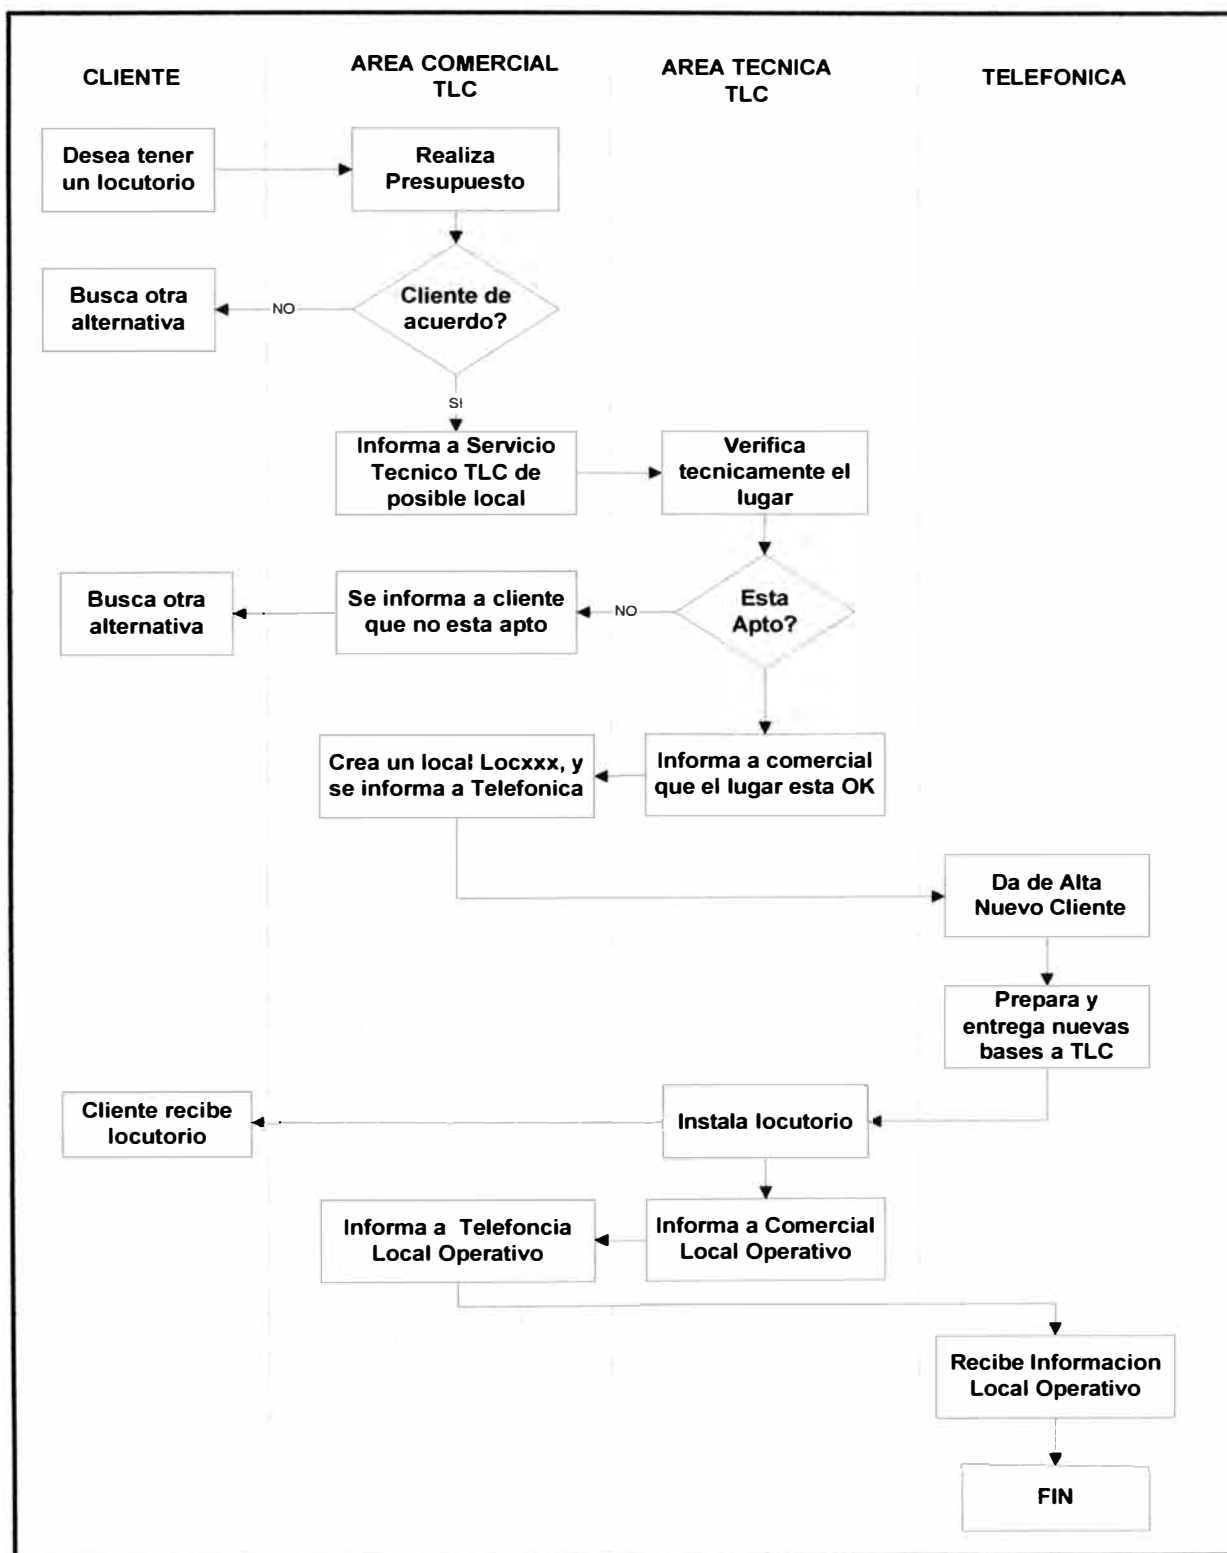 CLIENTE
AREA COMERCIAL
TLC
AREA TECNICA
TLC
TELEFONICA
Desea tener
un locutorio
Realiza
Presupuesto
Busca otra
alternativa
NO
Cliente de
acuerdo?
SI
Informa a Servicio
Tecnico TLC de
posible local
Verifica
tecnicamente el
lugar
Busca otra
alternativa
Se informa a cliente
que no esta apto
NO
Esta
Apto?
Crea un local Locxxx, y
se informa a Telefonica
Informa a comercial
que el lugar esta OK
Da de Alta
Nuevo Cliente
Prepara y
entrega nuevas
bases a TLC
Cliente recibe
locutorio
Instala locutorio
Informa a Telefoncia
Local Operativo
Informa a Comercial
Local Operativo
Recibe Informacion
Local Operativo
FIN